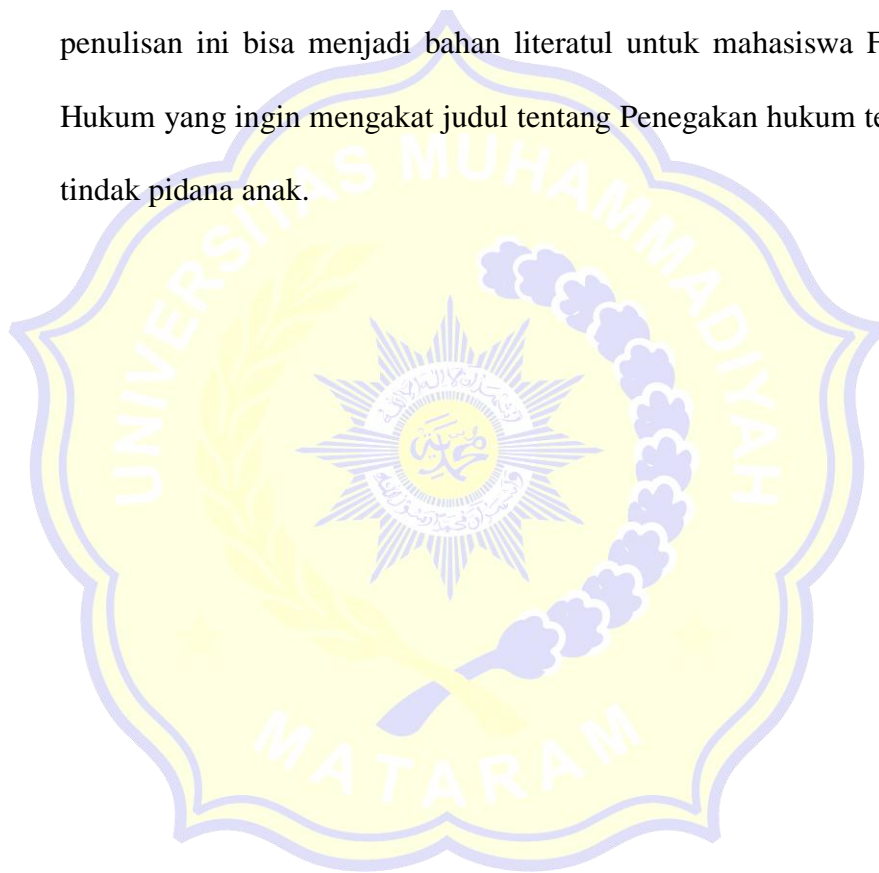 penulisan ini bisa menjadi bahan literatul untuk mahasiswa
Hukum yang ingin mengakat judul tentang Penegakan hukum
tindak pidana anak.
UNIVERSITAS MUHAMMADIYAH
MATARAM